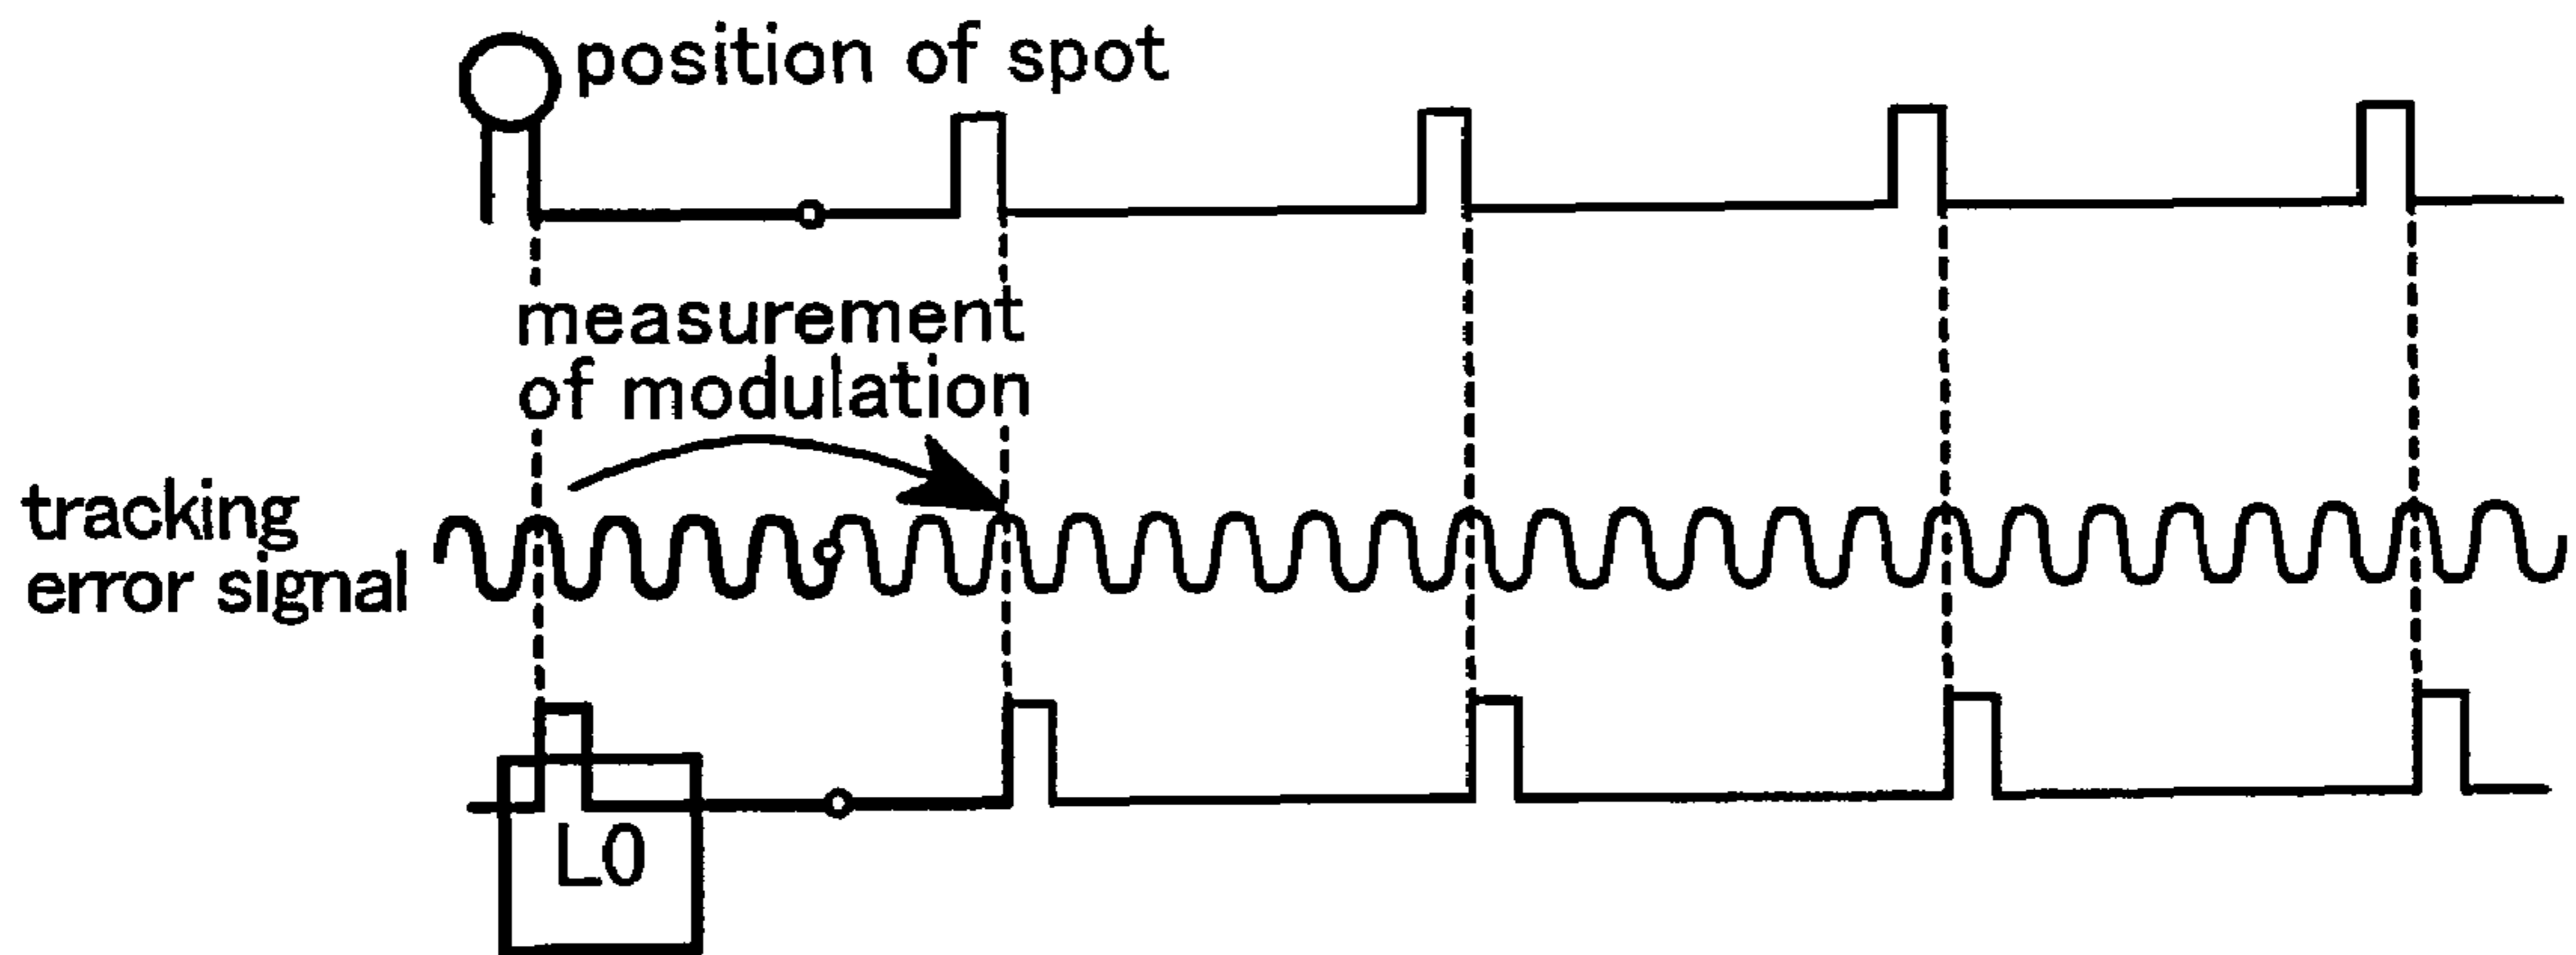 position of spot
measurement
of modulation
tracking
error signal
L0